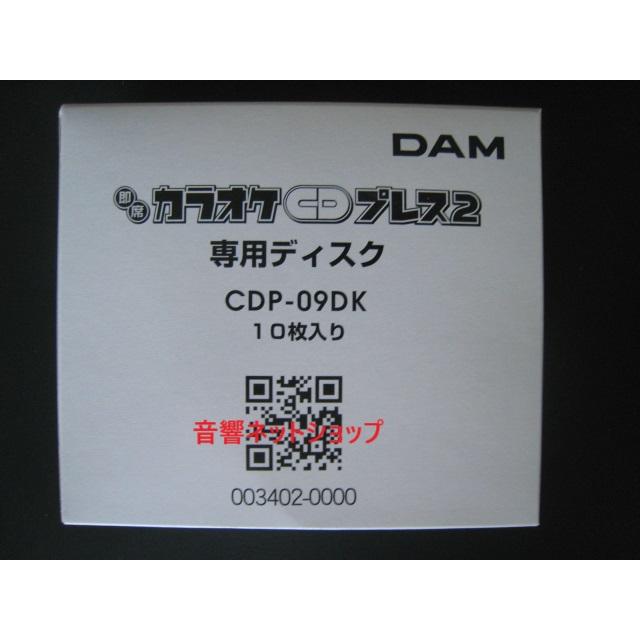 DAM
即席カラオケCDプレス2
専用ディスク
CDP-09DK
10枚入り
音響ネットショップ
003402-0000